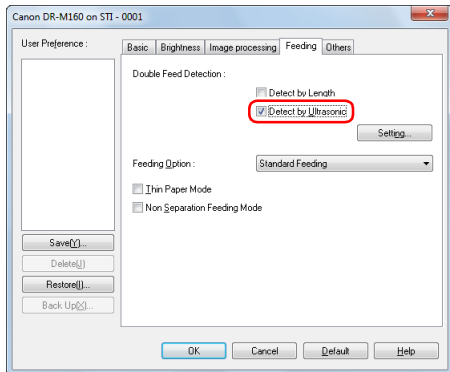 Canon DR-M160 on STI - 0001
User Preference :
Basic Brightness Image processing Feeding Others
Double Feed Detection :
Detect by Length
Detect by Ultrasonic
Setting...
Feeding Option : Standard Feeding
Thin Paper Mode
Non Separation Feeding Mode
Save(Y)...
Delete(J)
Restore(I)...
Back Up(X)...
OK Cancel Default Help